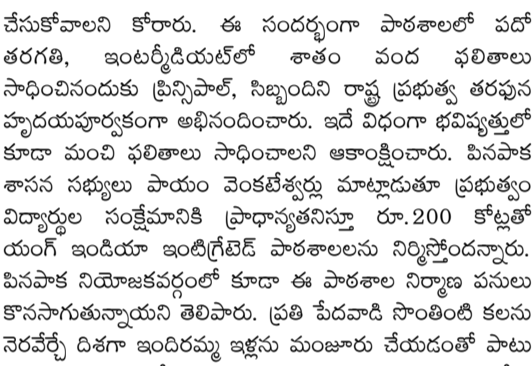 చేసుకోవాలని కోరారు. ఈ సందర్భంగా పాఠశాలలో పదో
తరగతి, ఇంటర్మీడియట్‌లో శాతం వంద ఫలితాలు
సాధించినందుకు ప్రిన్సిపాల్, సిబ్బందిని రాష్ట్ర ప్రభుత్వ తరఫున
హృదయపూర్వకంగా అభినందించారు. ఇదే విధంగా భవిష్యత్తులో
కూడా మంచి ఫలితాలు సాధించాలని ఆకాంక్షించారు. పినపాక
శాసన సభ్యులు పాయం వెంకటేశ్వర్లు మాట్లాడుతూ ప్రభుత్వం
విద్యార్థుల సంక్షేమానికి ప్రాధాన్యతనిస్తూ రూ.200 కోట్లతో
యంగ్ ఇండియా ఇంటిగ్రేటెడ్ పాఠశాలలను నిర్మిస్తోందన్నారు.
పినపాక నియోజకవర్గంలో కూడా ఈ పాఠశాల నిర్మాణ పనులు
కొనసాగుతున్నాయని తెలిపారు. ప్రతి పేదవాడి సొంతింటి కలను
నెరవేర్చే దిశగా ఇందిరమ్మ ఇళ్లను మంజూరు చేయడంతో పాటు